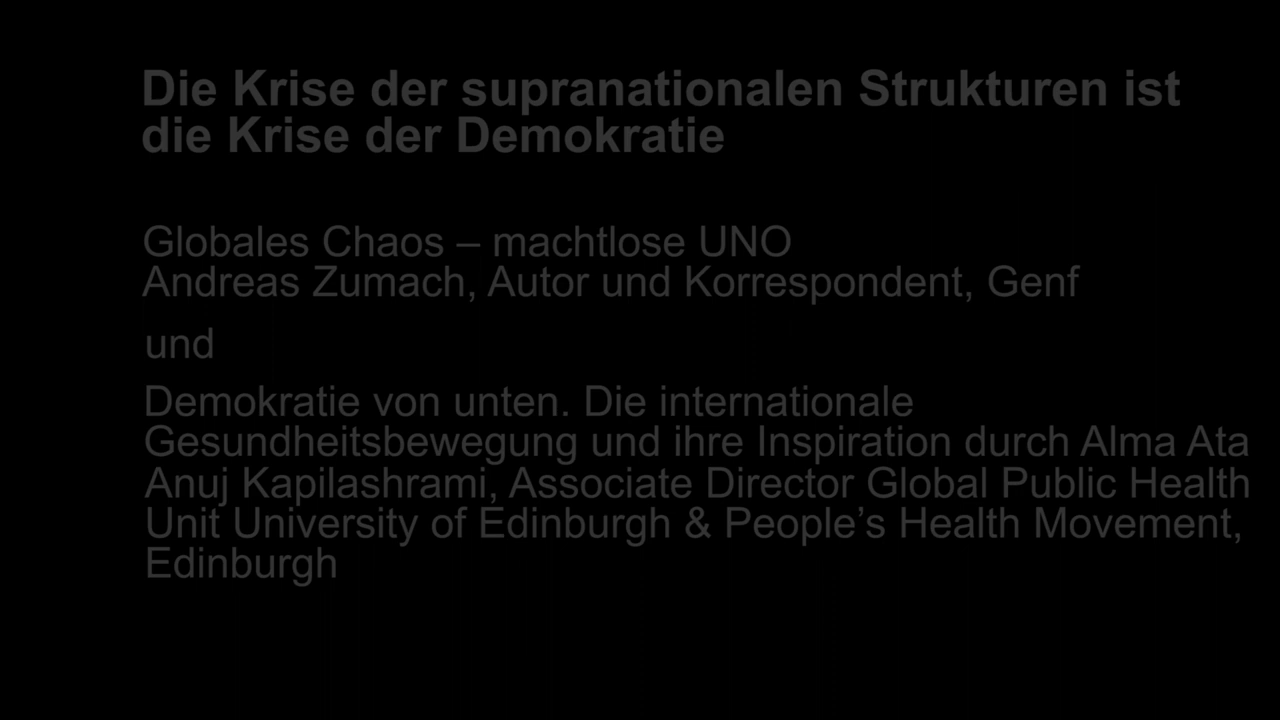 Die Krise der supranationalen Strukturen ist
die Krise der Demokratie
Globales Chaos – machtlose UNO
Andreas Zumach, Autor und Korrespondent, Genf
und
Demokratie von unten. Die internationale
Gesundheitsbewegung und ihre Inspiration durch Alma Ata
Anuj Kapilashrami, Associate Director Global Public Health
Unit University of Edinburgh & People’s Health Movement,
Edinburgh